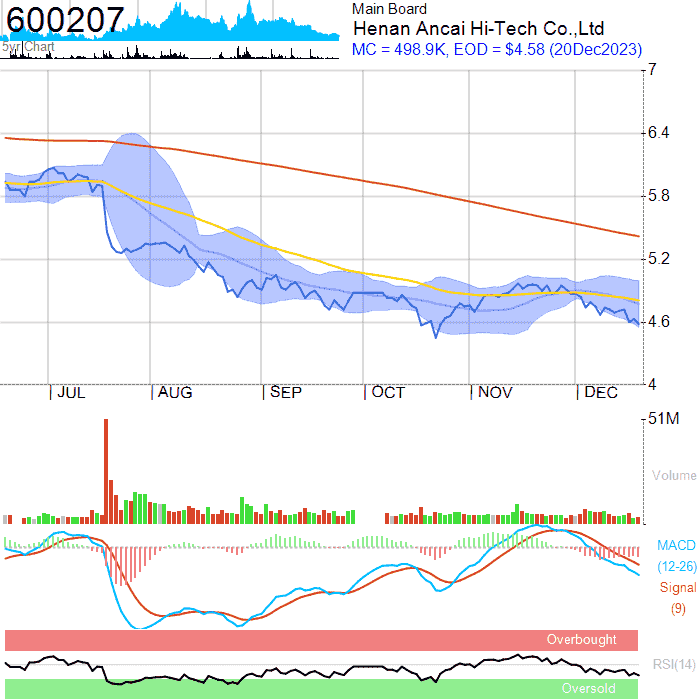 600207
5yr Chart
Main Board
Henan Ancai Hi-Tech Co.,Ltd
MC = 498.9K, EOD = $4.58 (20Dec2023)
7
6.4
5.8
5.2
4.6
4
JUL AUG SEP OCT NOV DEC
51M
Volume
MACD
(12-26)
Signal
(9)
Overbought
RSI(14)
Oversold